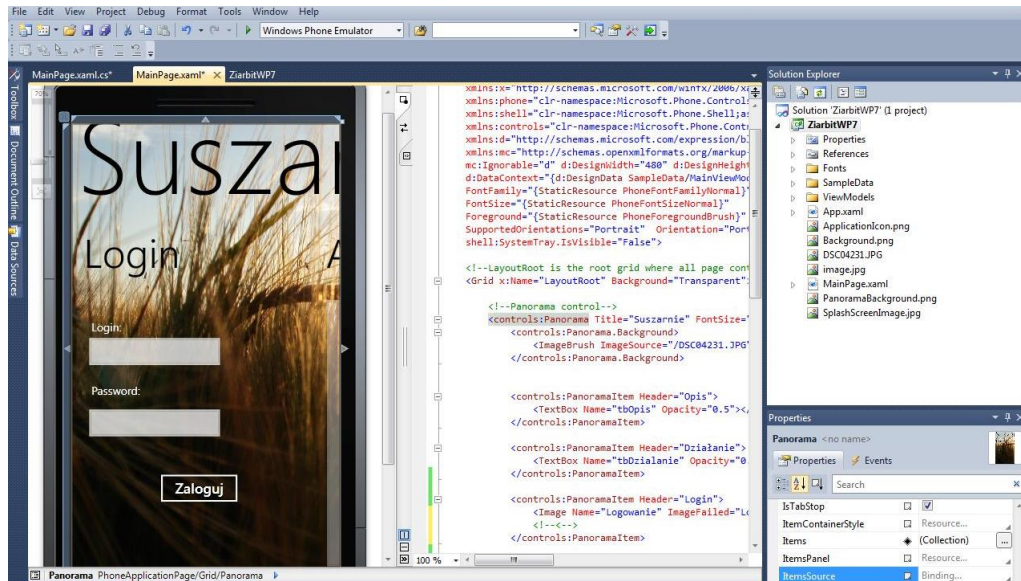 File Edit View Project Debug Format Tools Window Help
Windows Phone Emulator
MainPage.xaml.cs*
MainPage.xaml* ×
ZiarbitWP7
Toolbox
Document Outline
Data Sources
Suszar
Login
Login:
Password:
Zaloguj
xmlns:x="http://schemas.microsoft.com/winfx/2006/xa
xmlns:phone="clr-namespace:Microsoft.Phone.Control
xmlns:shell="clr-namespace:Microsoft.Phone.Shell;as
xmlns:controls="clr-namespace:Microsoft.Phone.Contr
xmlns:d="http://schemas.microsoft.com/expression/b
xmlns:mc="http://schemas.openxmlformats.org/markup-
mc:Ignorable="d" d:DesignWidth="480" d:DesignHeight
d:DataContext="{d:DesignData SampleData/MainViewMod
FontFamily="{StaticResource PhoneFontFamilyNormal}"
FontSize="{StaticResource PhoneFontSizeNormal}"
Foreground="{StaticResource PhoneForegroundBrush}"
SupportedOrientations="Portrait" Orientation="Port
shell:SystemTray.IsVisible="False">
<!--LayoutRoot is the root grid where all page cont
<Grid x:Name="LayoutRoot" Background="Transparent"
<!--Panorama control-->
<controls:Panorama Title="Suszarnie" FontSize="
<controls:Panorama.Background>
<ImageBrush ImageSource="/DSC04231.JPG"
</controls:Panorama.Background>
<controls:PanoramaItem Header="Opis">
<TextBox Name="tbOpis" Opacity="0.5"></
</controls:PanoramaItem>
<controls:PanoramaItem Header="Działanie">
<TextBox Name="tbDzialanie" Opacity="0.
</controls:PanoramaItem>
<controls:PanoramaItem Header="Login">
<Image Name="Logowanie" ImageFailed="Lo
<!--<-->
</controls:PanoramaItem>
100 %
Panorama PhoneApplicationPage/Grid/Panorama
Solution Explorer
Solution 'ZiarbitWP7' (1 project)
ZiarbitWP7
Properties
References
Fonts
SampleData
ViewModels
App.xaml
ApplicationIcon.png
Background.png
DSC04231.JPG
image.jpg
MainPage.xaml
PanoramaBackground.png
SplashScreenImage.jpg
Properties
Panorama <no name>
Properties Events
Search
IsTabStop
ItemContainerStyle Resource...
Items (Collection) ...
ItemsPanel Resource...
ItemsSource Binding...